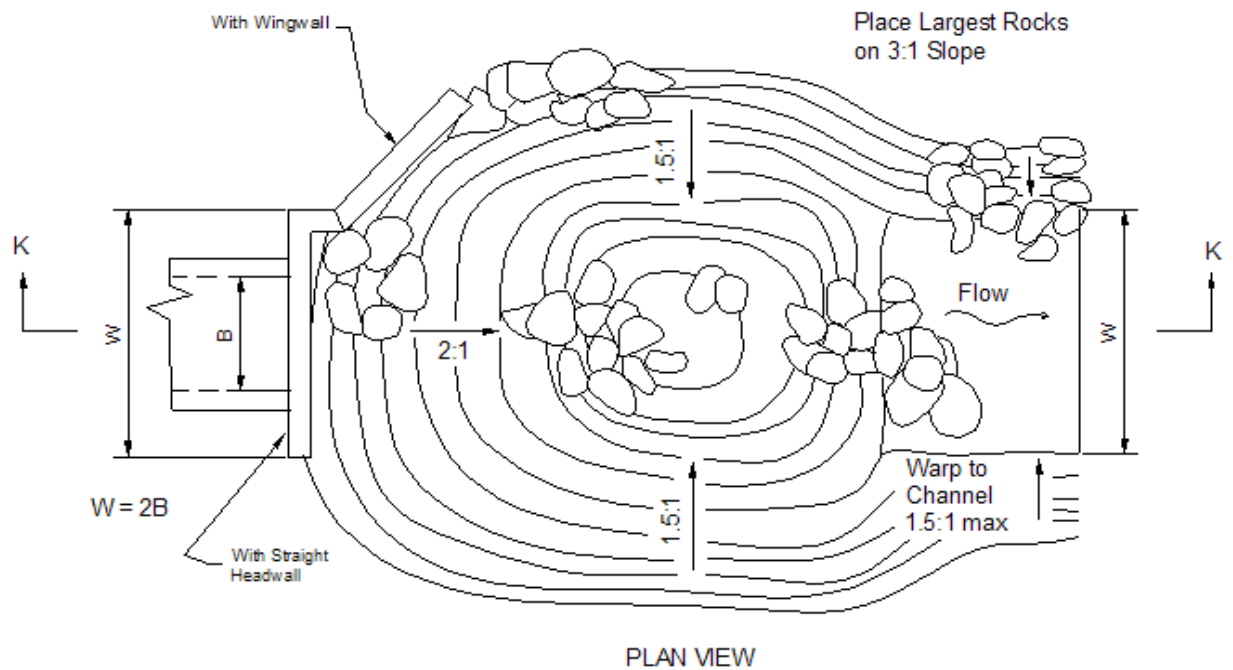 With Wingwall
Place Largest Rocks
on 3:1 Slope
1.5:1
K
K
W
B
2:1
Flow
W
W = 2B
1.5:1
Warp to
Channel
1.5:1 max
With Straight
Headwall
PLAN VIEW